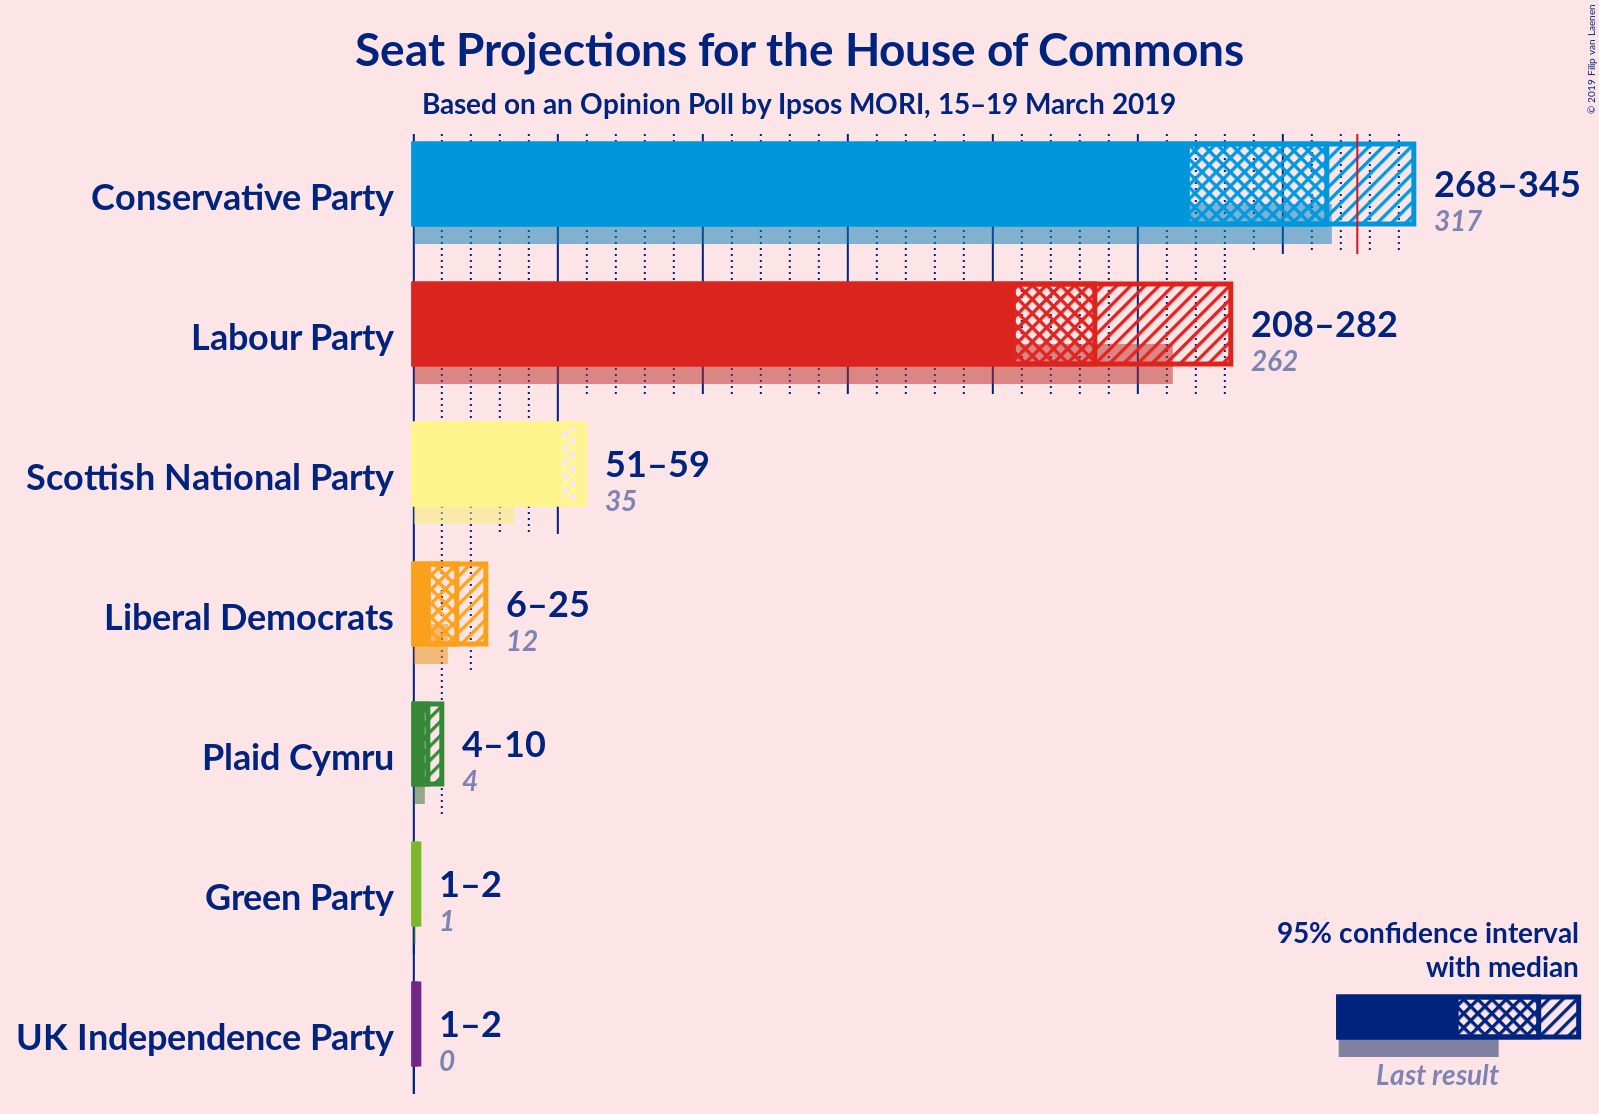 Seat Projections for the House of Commons
Based on an Opinion Poll by Ipsos MORI, 15–19 March 2019
© 2019 Filip van Laenen
Conservative Party
268–345
317
Labour Party
208–282
262
Scottish National Party
51–59
35
Liberal Democrats
6–25
12
Plaid Cymru
4–10
4
Green Party
1–2
1
UK Independence Party
1–2
0
95% confidence interval
with median
Last result